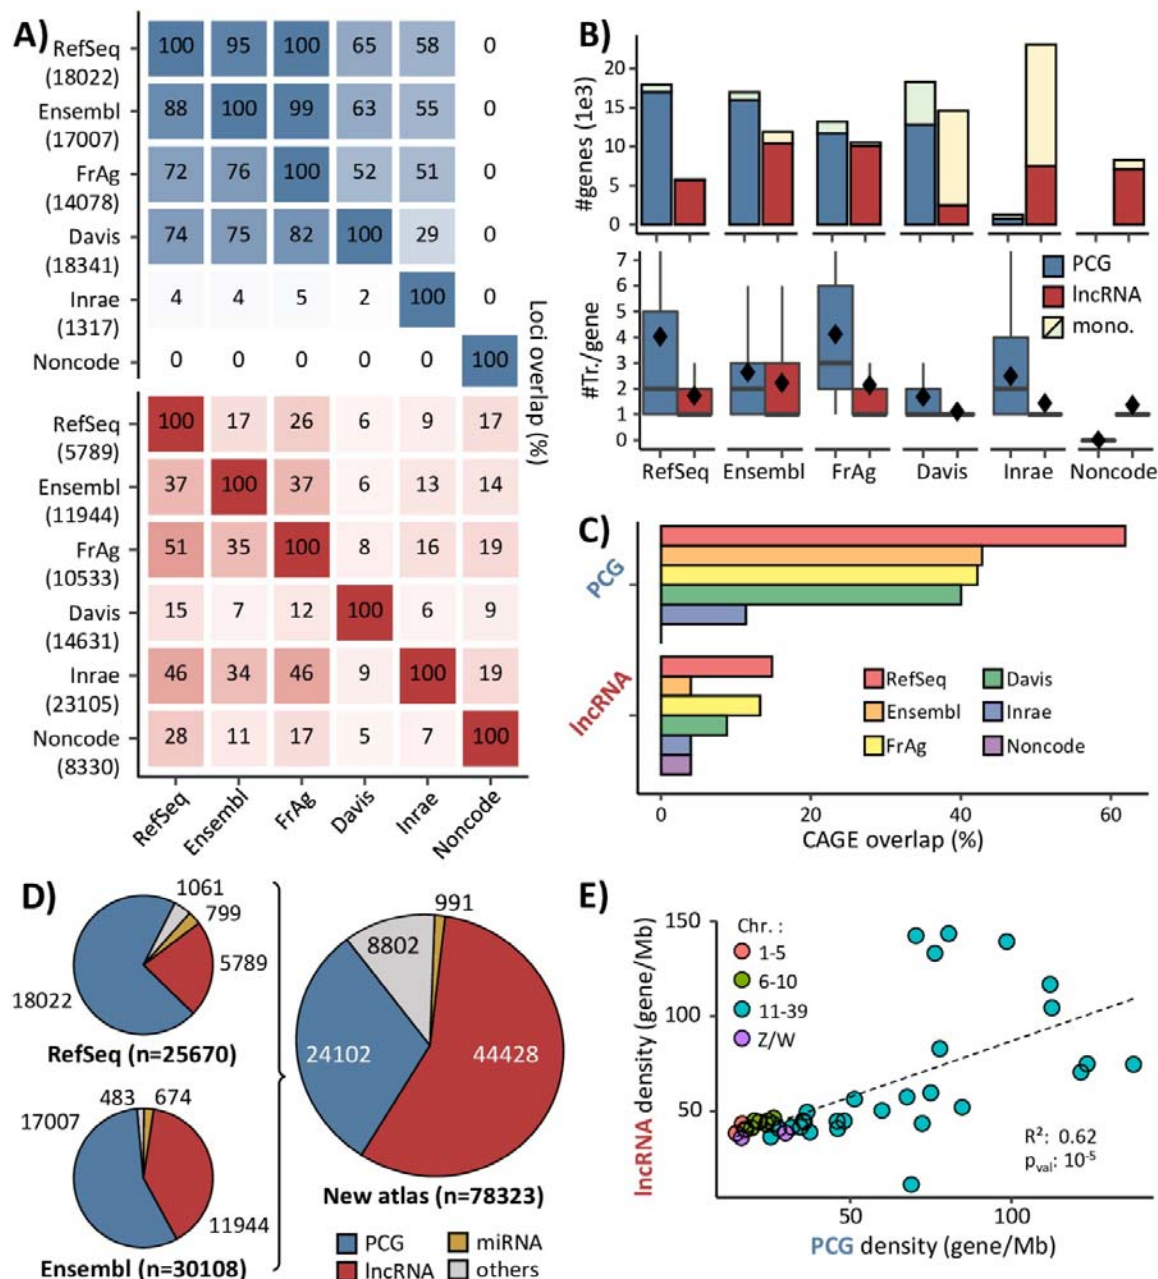 A)
RefSeq 100 95 100 65 58 0
(18022)
Ensembl 88 100 99 63 55 0
(17007)
FrAg 72 76 100 52 51 0
(14078)
Davis 74 75 82 100 29 0
(18341)
Inrae 4 4 5 2 100 0
(1317)
Noncode 0 0 0 0 0 100
RefSeq 100 17 26 6 9 17
(5789)
Ensembl 37 100 37 6 13 14
(11944)
FrAg 51 35 100 8 16 19
(10533)
Davis 15 7 12 100 6 9
(14631)
Inrae 46 34 46 9 100 19
(23105)
Noncode 28 11 17 5 7 100
(8330)
RefSeq Ensembl FrAg Davis Inrae Noncode
Loci overlap (%)
B)
#genes (1e3)
20
15
10
5
0
#Tr./gene
7
6
5
4
3
2
1
0
PCG
lncRNA
mono.
RefSeq Ensembl FrAg Davis Inrae Noncode
C)
PCG
lncRNA
RefSeq Davis
Ensembl Inrae
FrAg Noncode
0 20 40 60
CAGE overlap (%)
D)
1061
799
5789
18022
RefSeq (n=25670)
483 674
17007
11944
Ensembl (n=30108)
991
8802
24102 44428
New atlas (n=78323)
PCG miRNA
lncRNA others
E)
lncRNA density (gene/Mb)
150
100
50
Chr. :
1-5
6-10
11-39
Z/W
R²: 0.62
pval: 10-5
50 100
PCG density (gene/Mb)